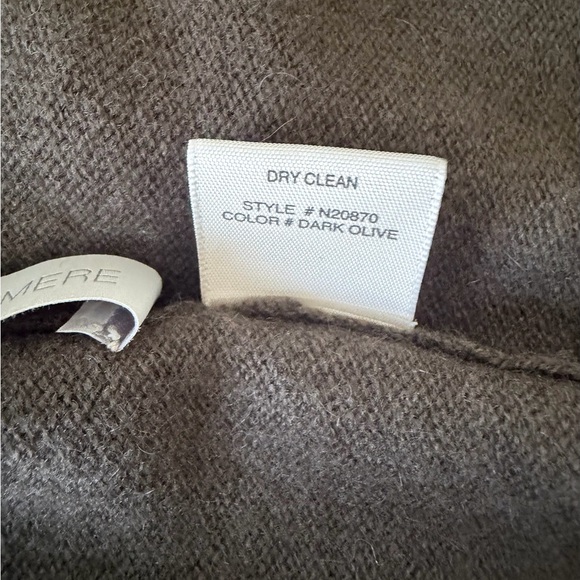 DRY CLEAN
STYLE # N20870
COLOR # DARK OLIVE
MERE